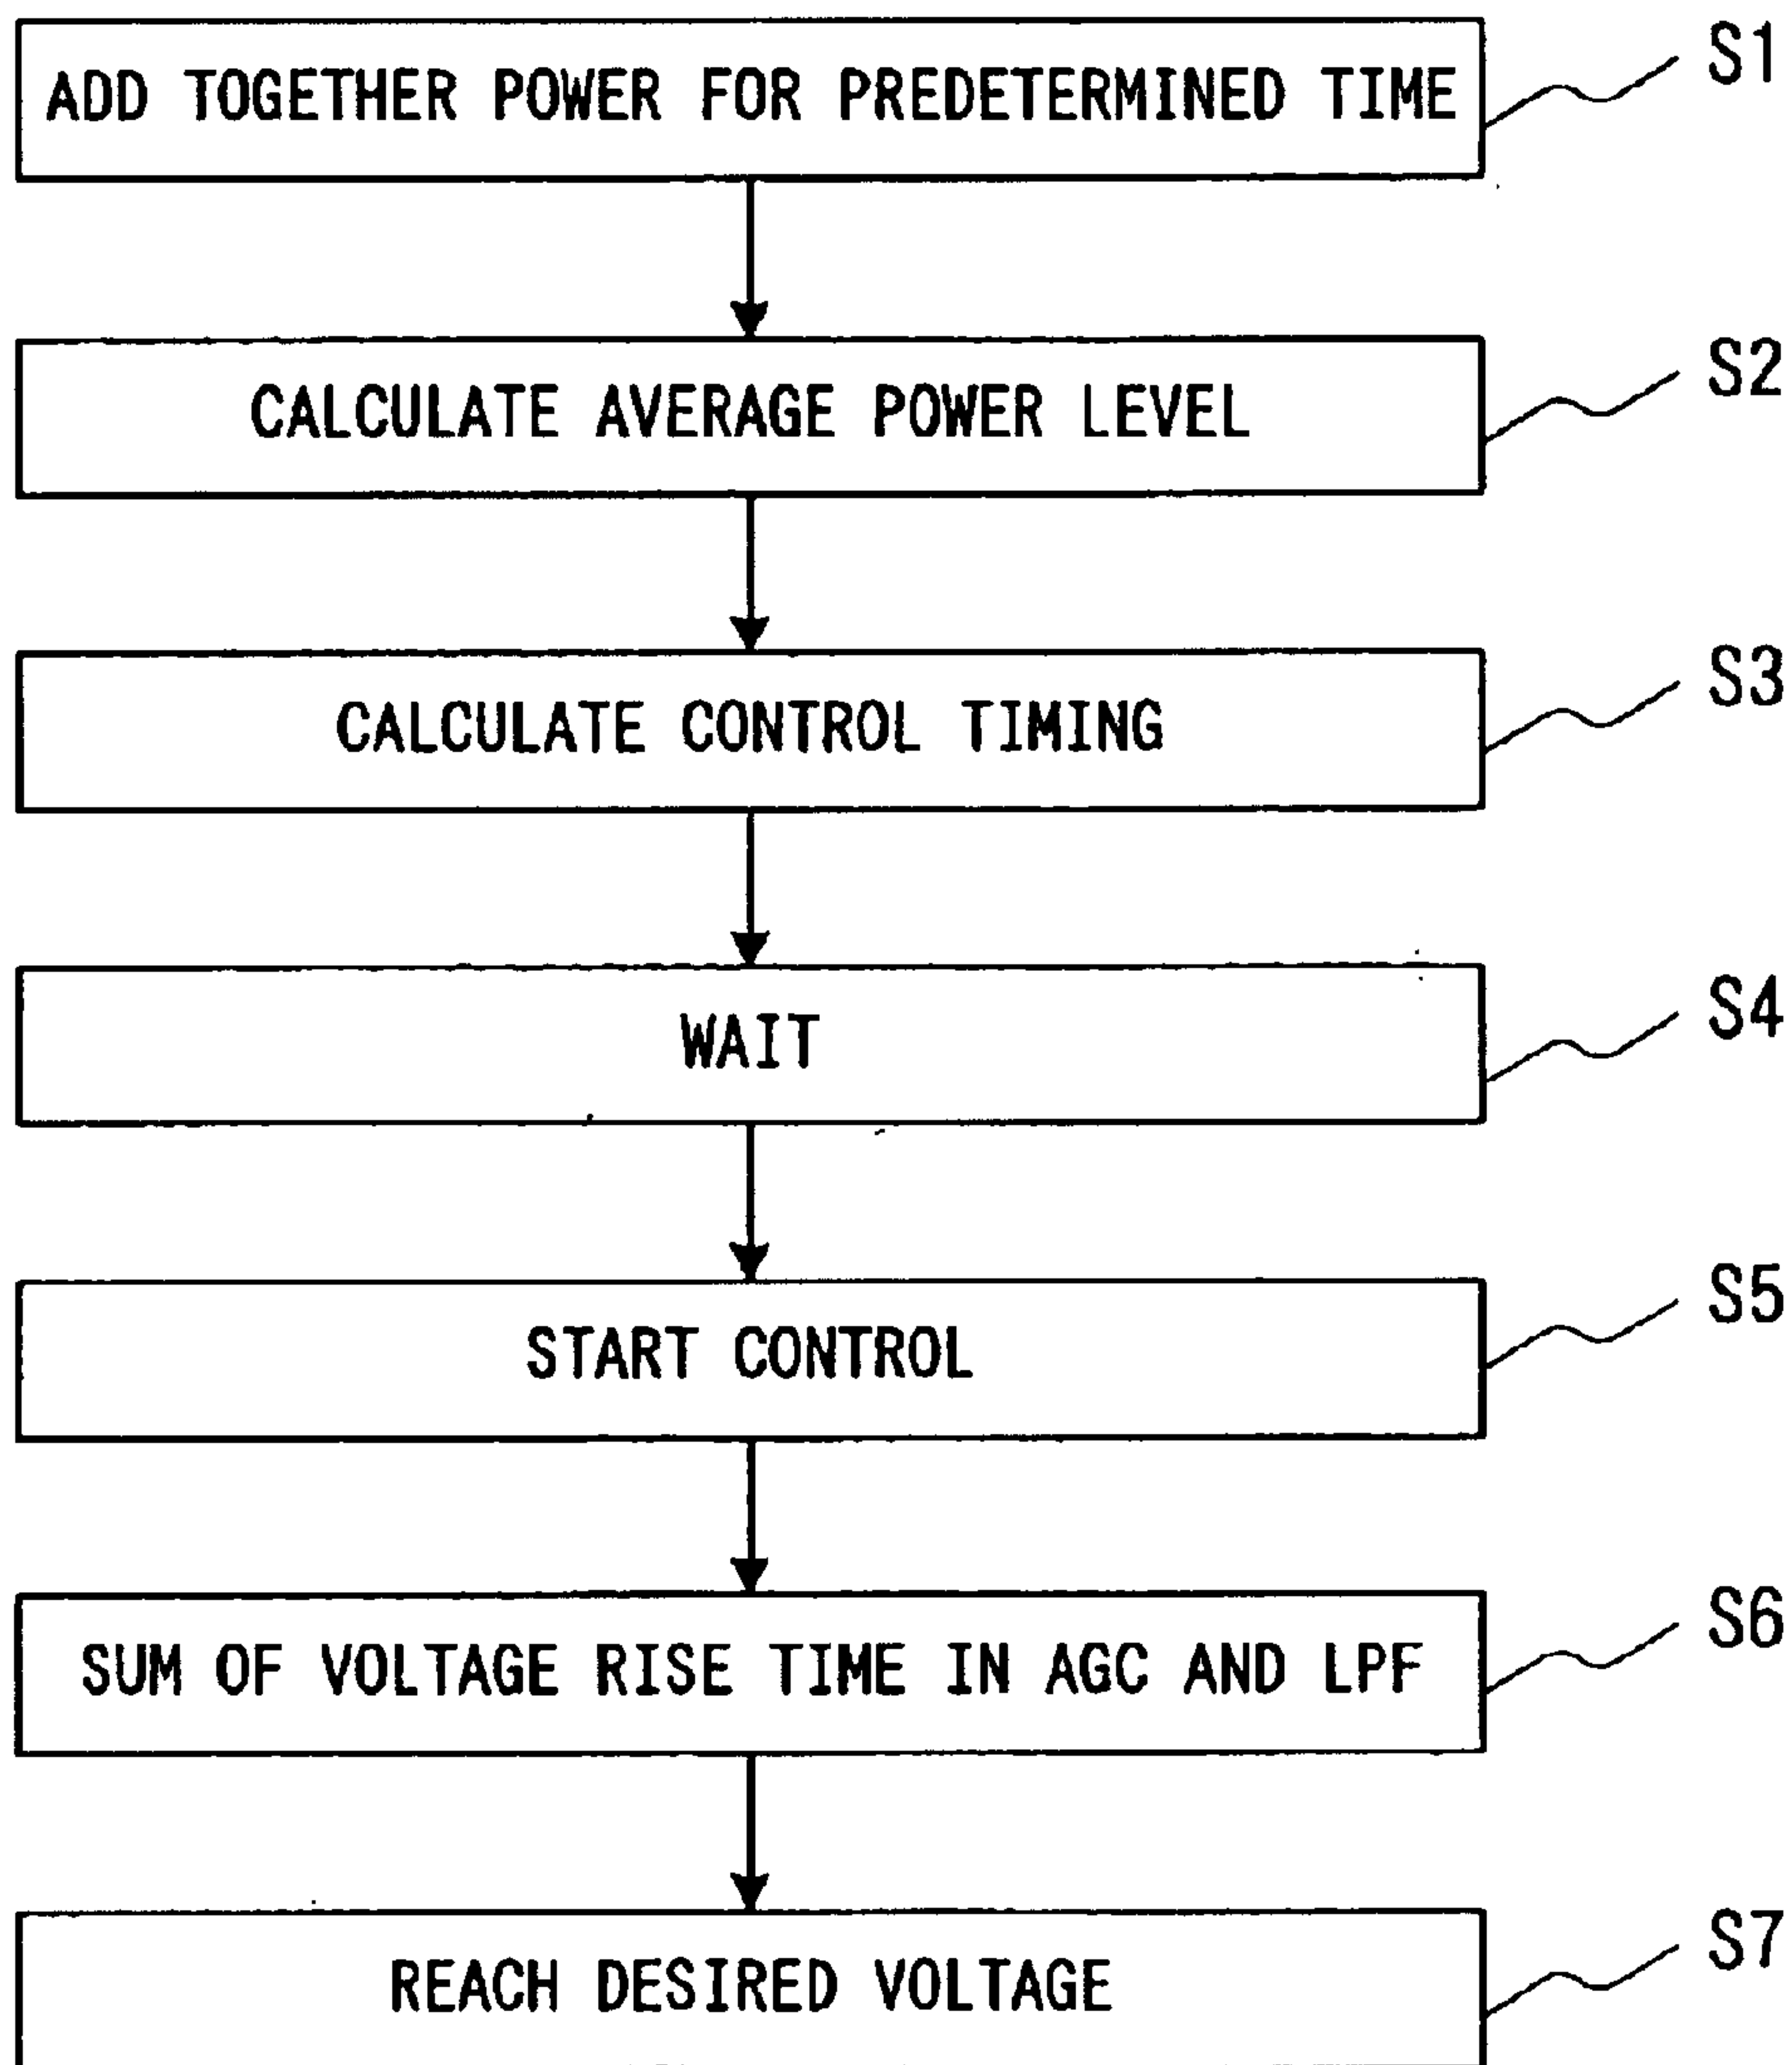 ADD TOGETHER POWER FOR PREDETERMINED TIME
S1
CALCULATE AVERAGE POWER LEVEL
S2
CALCULATE CONTROL TIMING
S3
WAIT
S4
START CONTROL
S5
SUM OF VOLTAGE RISE TIME IN AGC AND LPF
S6
REACH DESIRED VOLTAGE
S7